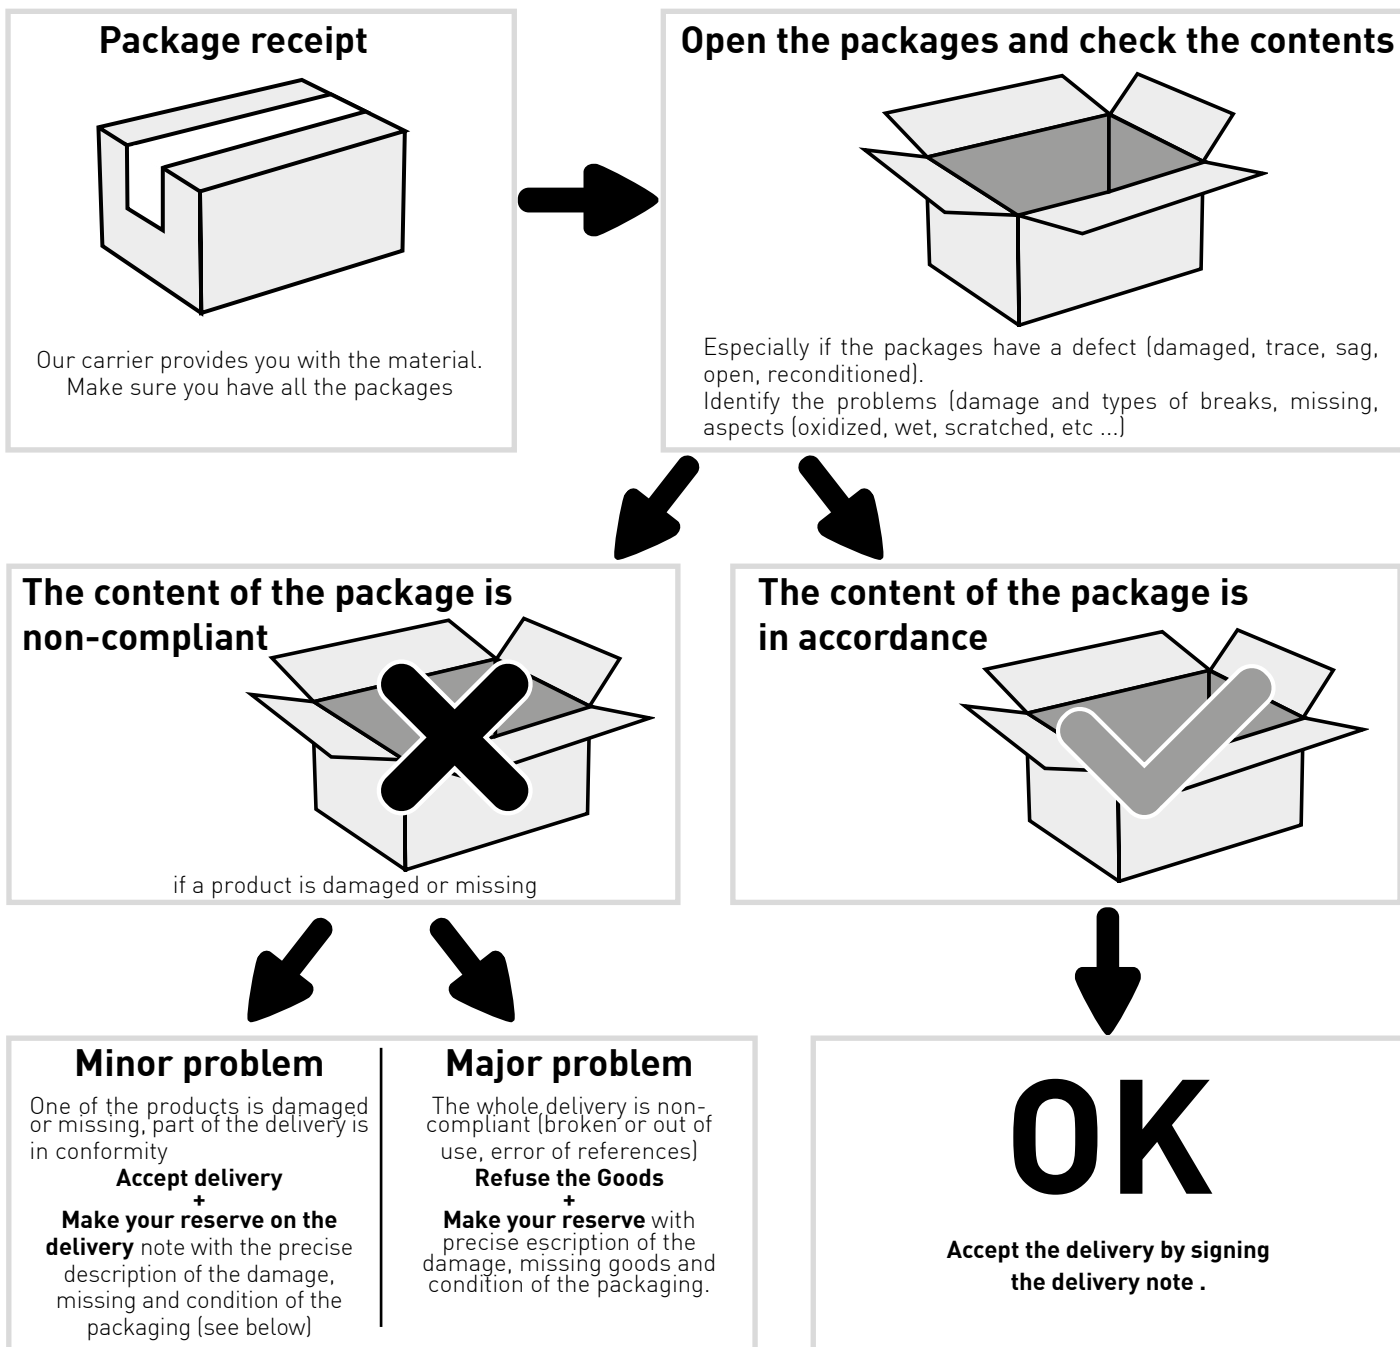 Package receipt
Our carrier provides you with the material.
Make sure you have all the packages
Open the packages and check the contents
Especially if the packages have a defect (damaged, trace, sag,
open, reconditioned).
Identify the problems (damage and types of breaks, missing,
aspects (oxidized, wet, scratched, etc ...)
The content of the package is
non-compliant
if a product is damaged or missing
The content of the package is
in accordance
Minor problem
One of the products is damaged
or missing, part of the delivery is
in conformity
Accept delivery
+
Make your reserve on the
delivery note with the precise
description of the damage,
missing and condition of the
packaging (see below)
Major problem
The whole delivery is non-
compliant (broken or out of
use, error of references)
Refuse the Goods
+
Make your reserve with
precise escription of the
damage, missing goods and
condition of the packaging.
OK
Accept the delivery by signing
the delivery note .